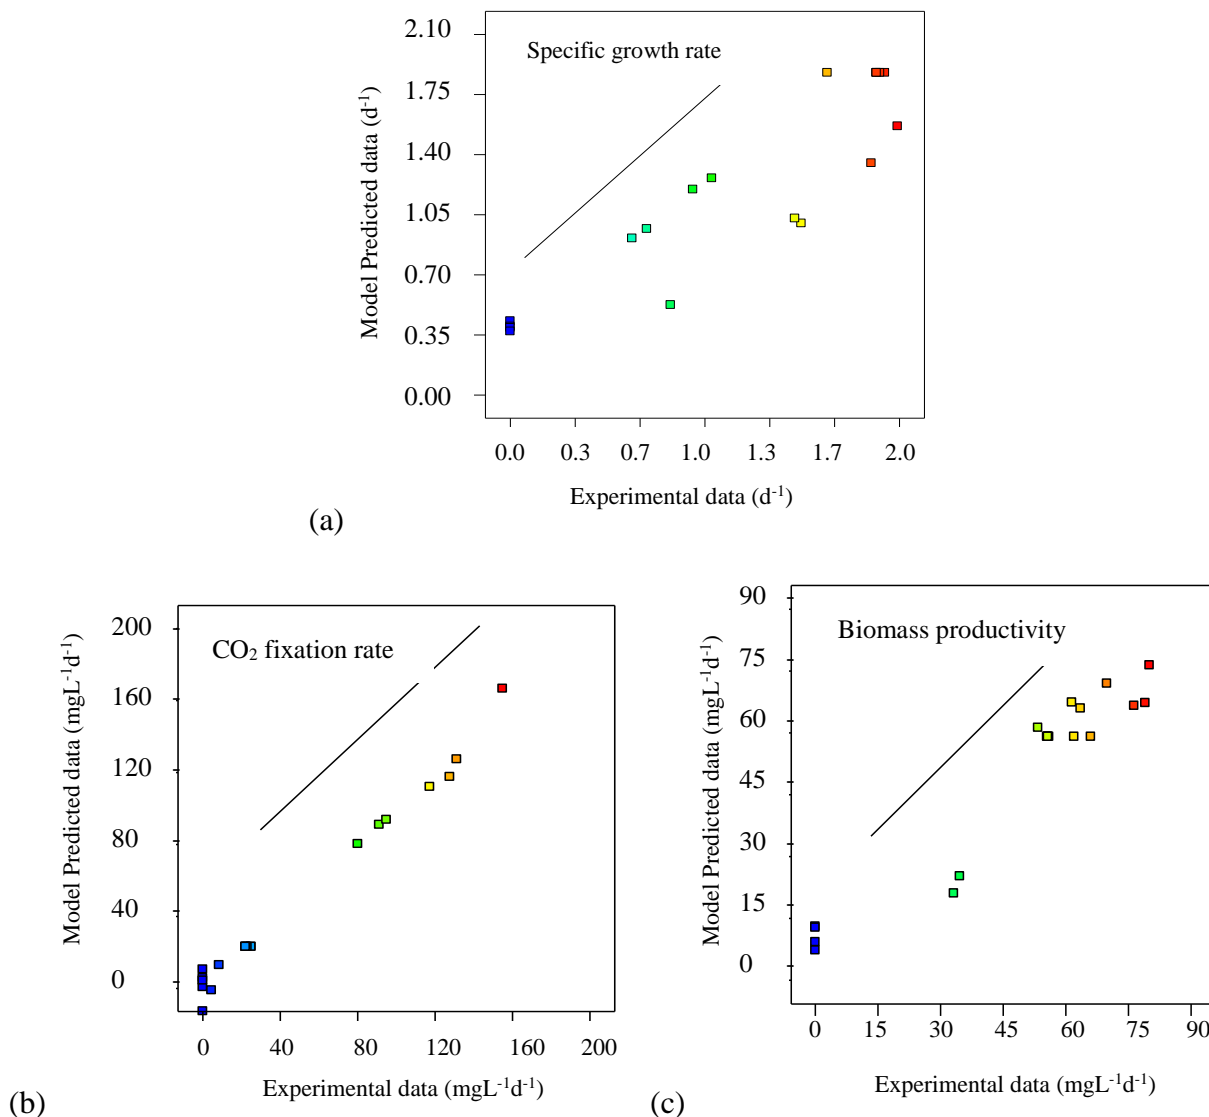 2.10
Specific growth rate
1.75
1.40
1.05
0.70
0.35
0.00
Model Predicted data (d⁻¹)
0.0 0.3 0.7 1.0 1.3 1.7 2.0
Experimental data (d⁻¹)
(a)
200
CO₂ fixation rate
160
120
80
40
0
Model Predicted data (mgL⁻¹d⁻¹)
0 40 80 120 160 200
Experimental data (mgL⁻¹d⁻¹)
(b)
90
Biomass productivity
75
60
45
30
15
0
Model Predicted data (mgL⁻¹d⁻¹)
0 15 30 45 60 75 90
Experimental data (mgL⁻¹d⁻¹)
(c)